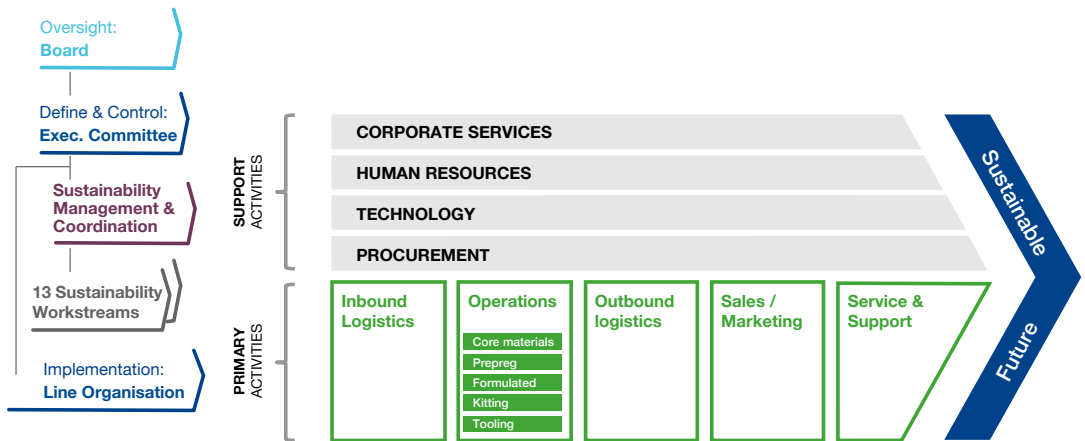 Oversight:
Board
Define & Control:
Exec. Committee
Sustainability
Management &
Coordination
13 Sustainability
Workstreams
Implementation:
Line Organisation
SUPPORT
ACTIVITIES
CORPORATE SERVICES
HUMAN RESOURCES
TECHNOLOGY
PROCUREMENT
PRIMARY
ACTIVITIES
Inbound
Logistics
Operations
Core materials
Prepreg
Formulated
Kitting
Tooling
Outbound
logistics
Sales /
Marketing
Service &
Support
Sustainable
Future